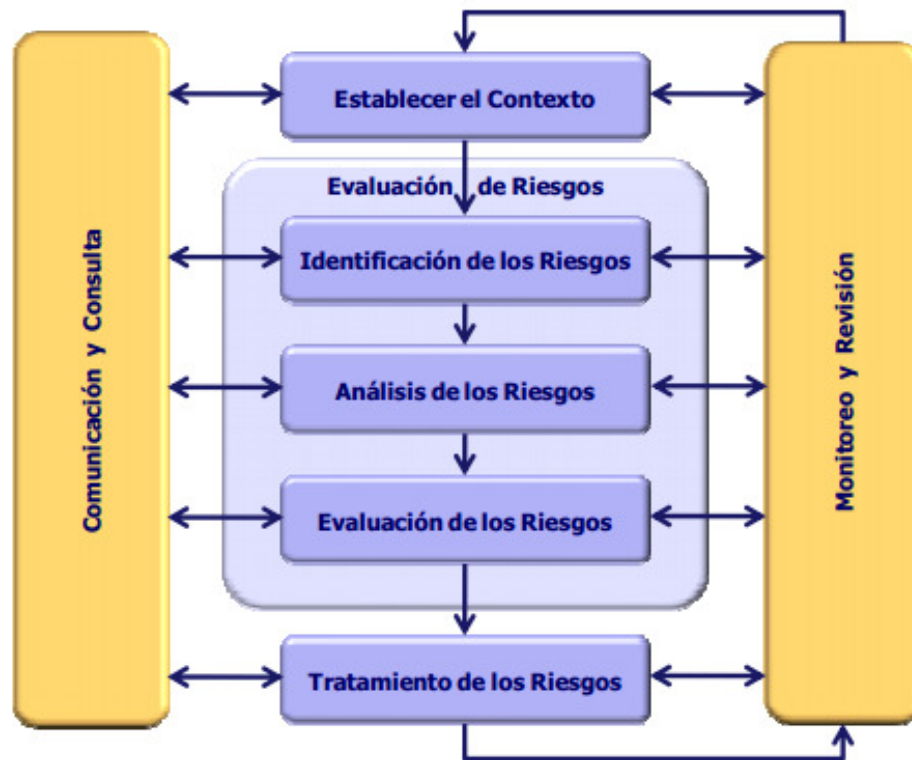 Establecer el Contexto
Evaluación de Riesgos
Identificación de los Riesgos
Análisis de los Riesgos
Evaluación de los Riesgos
Tratamiento de los Riesgos
Comunicación y Consulta
Monitoreo y Revisión